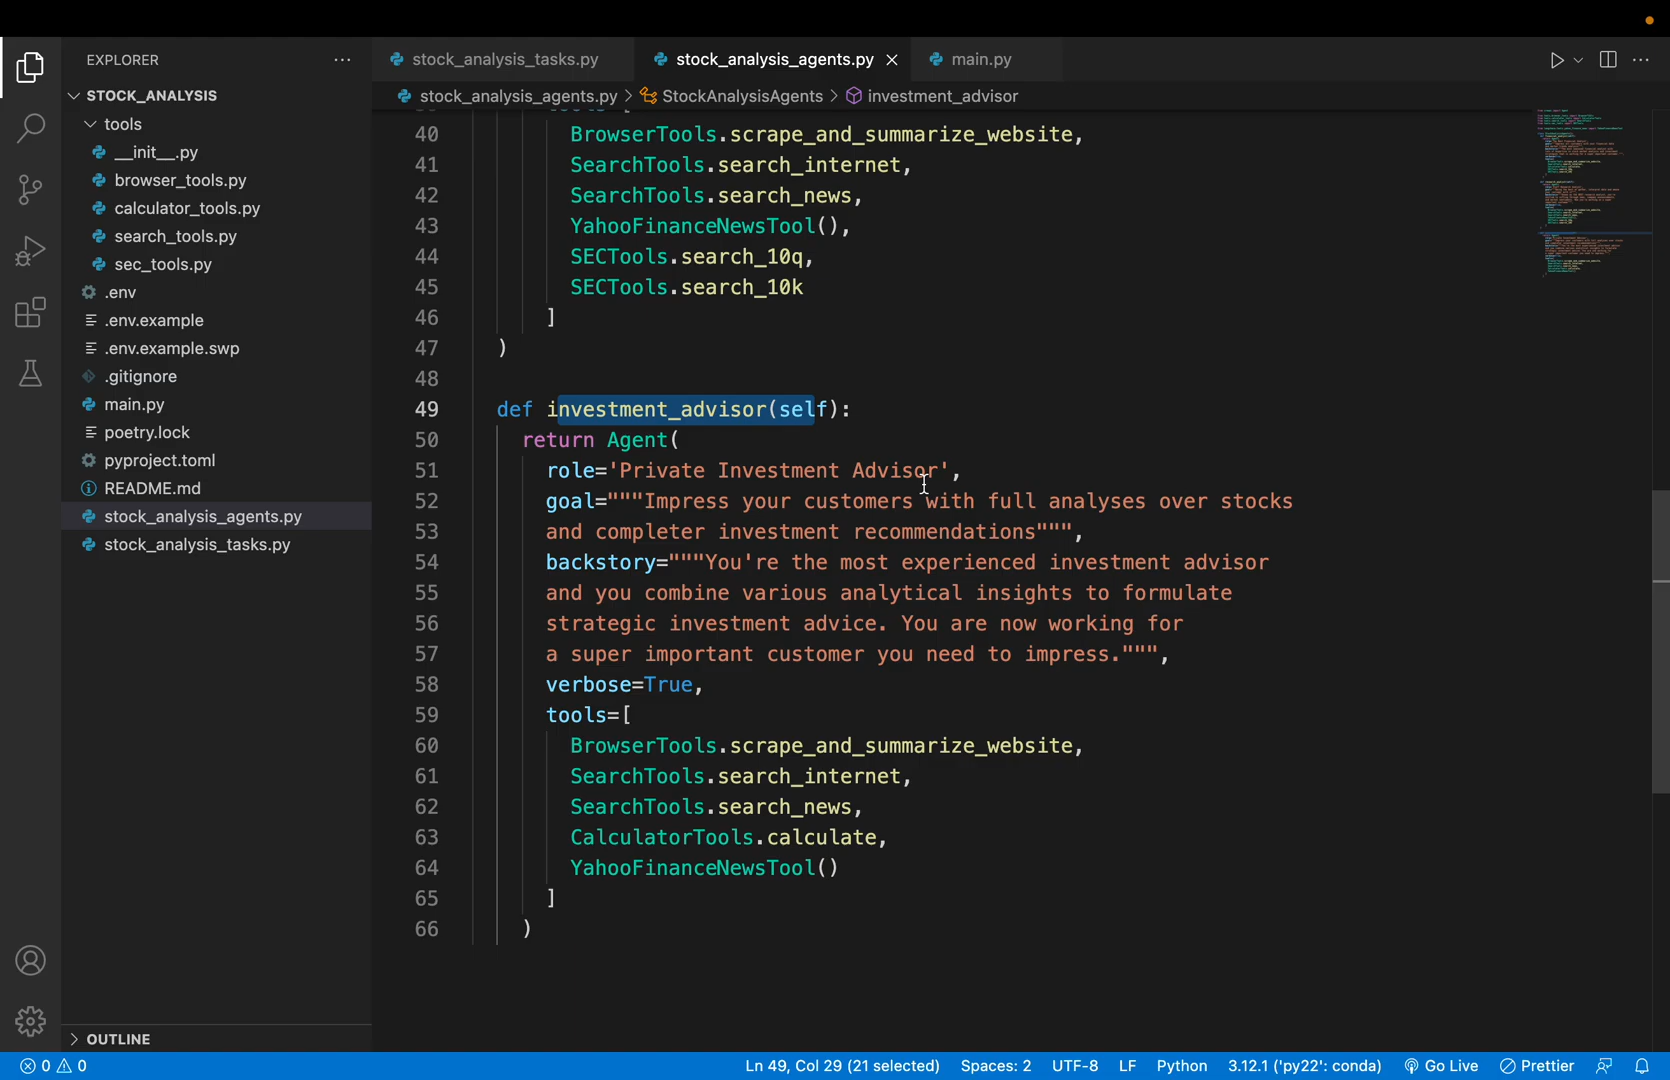 EXPLORER
STOCK_ANALYSIS
tools
__init__.py
browser_tools.py
calculator_tools.py
search_tools.py
sec_tools.py
.env
.env.example
.env.example.swp
.gitignore
main.py
poetry.lock
pyproject.toml
README.md
stock_analysis_agents.py
stock_analysis_tasks.py
OUTLINE
stock_analysis_tasks.py stock_analysis_agents.py main.py
stock_analysis_agents.py > StockAnalysisAgents > investment_advisor
40 BrowserTools.scrape_and_summarize_website,
41 SearchTools.search_internet,
42 SearchTools.search_news,
43 YahooFinanceNewsTool(),
44 SECTools.search_10q,
45 SECTools.search_10k
46 ]
47 )
48
49 def investment_advisor(self):
50 return Agent(
51 role='Private Investment Advisor',
52 goal="""Impress your customers with full analyses over stocks
53 and completer investment recommendations""",
54 backstory="""You're the most experienced investment advisor
55 and you combine various analytical insights to formulate
56 strategic investment advice. You are now working for
57 a super important customer you need to impress.""",
58 verbose=True,
59 tools=[
60 BrowserTools.scrape_and_summarize_website,
61 SearchTools.search_internet,
62 SearchTools.search_news,
63 CalculatorTools.calculate,
64 YahooFinanceNewsTool()
65 ]
66 )
0 0 Ln 49, Col 29 (21 selected) Spaces: 2 UTF-8 LF Python 3.12.1 ('py22': conda) Go Live Prettier